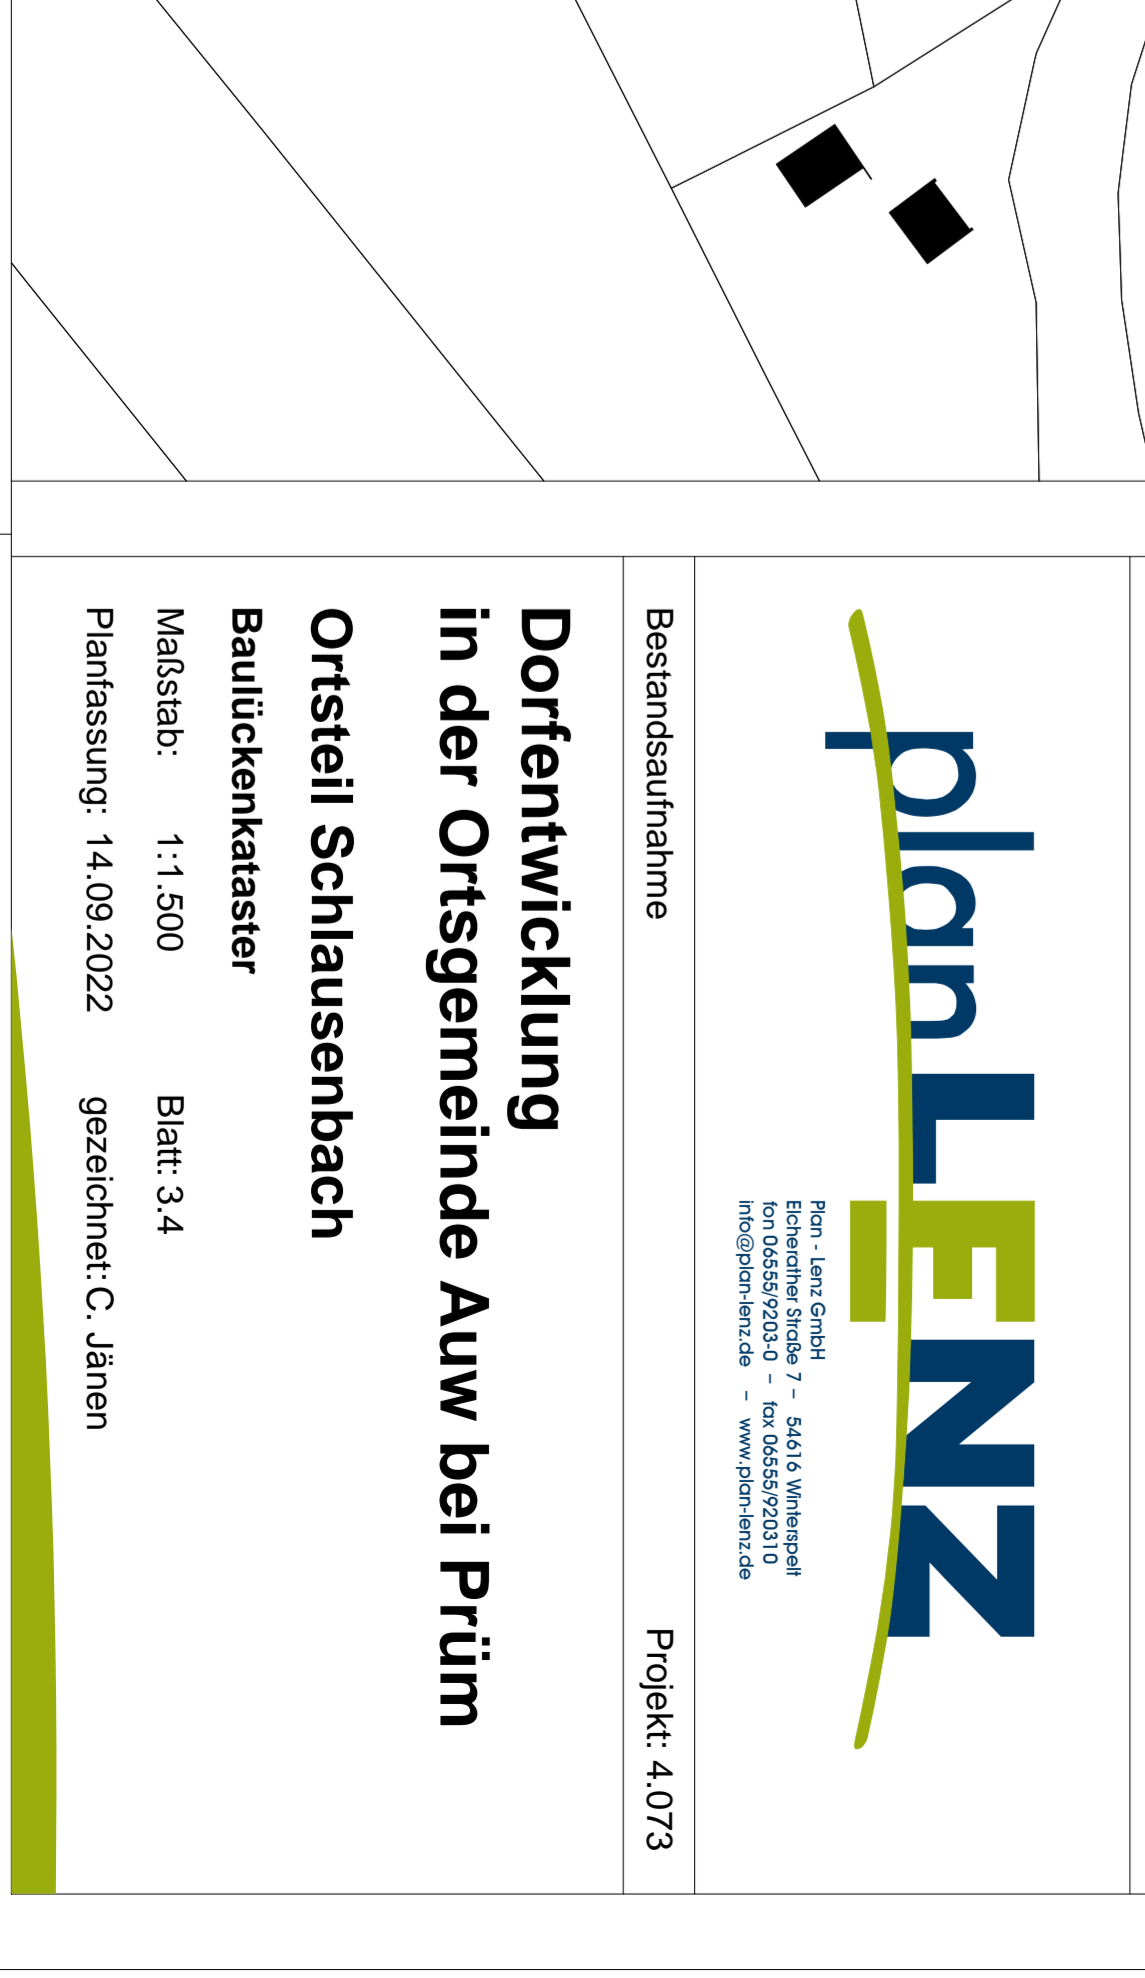 plan LENZ
Plan - Lenz GmbH
Elcherather Straße 7 – 54616 Winterspelt
fon 06555/9203-0 – fax 06555/920310
info@plan-lenz.de – www.plan-lenz.de
Bestandsaufnahme Projekt: 4.073
Dorfentwicklung
in der Ortsgemeinde Auw bei Prüm
Ortsteil Schlausenbach
Baulückenkataster
Maßstab: 1:1.500 Blatt: 3.4
Planfassung: 14.09.2022 gezeichnet: C. Jänen